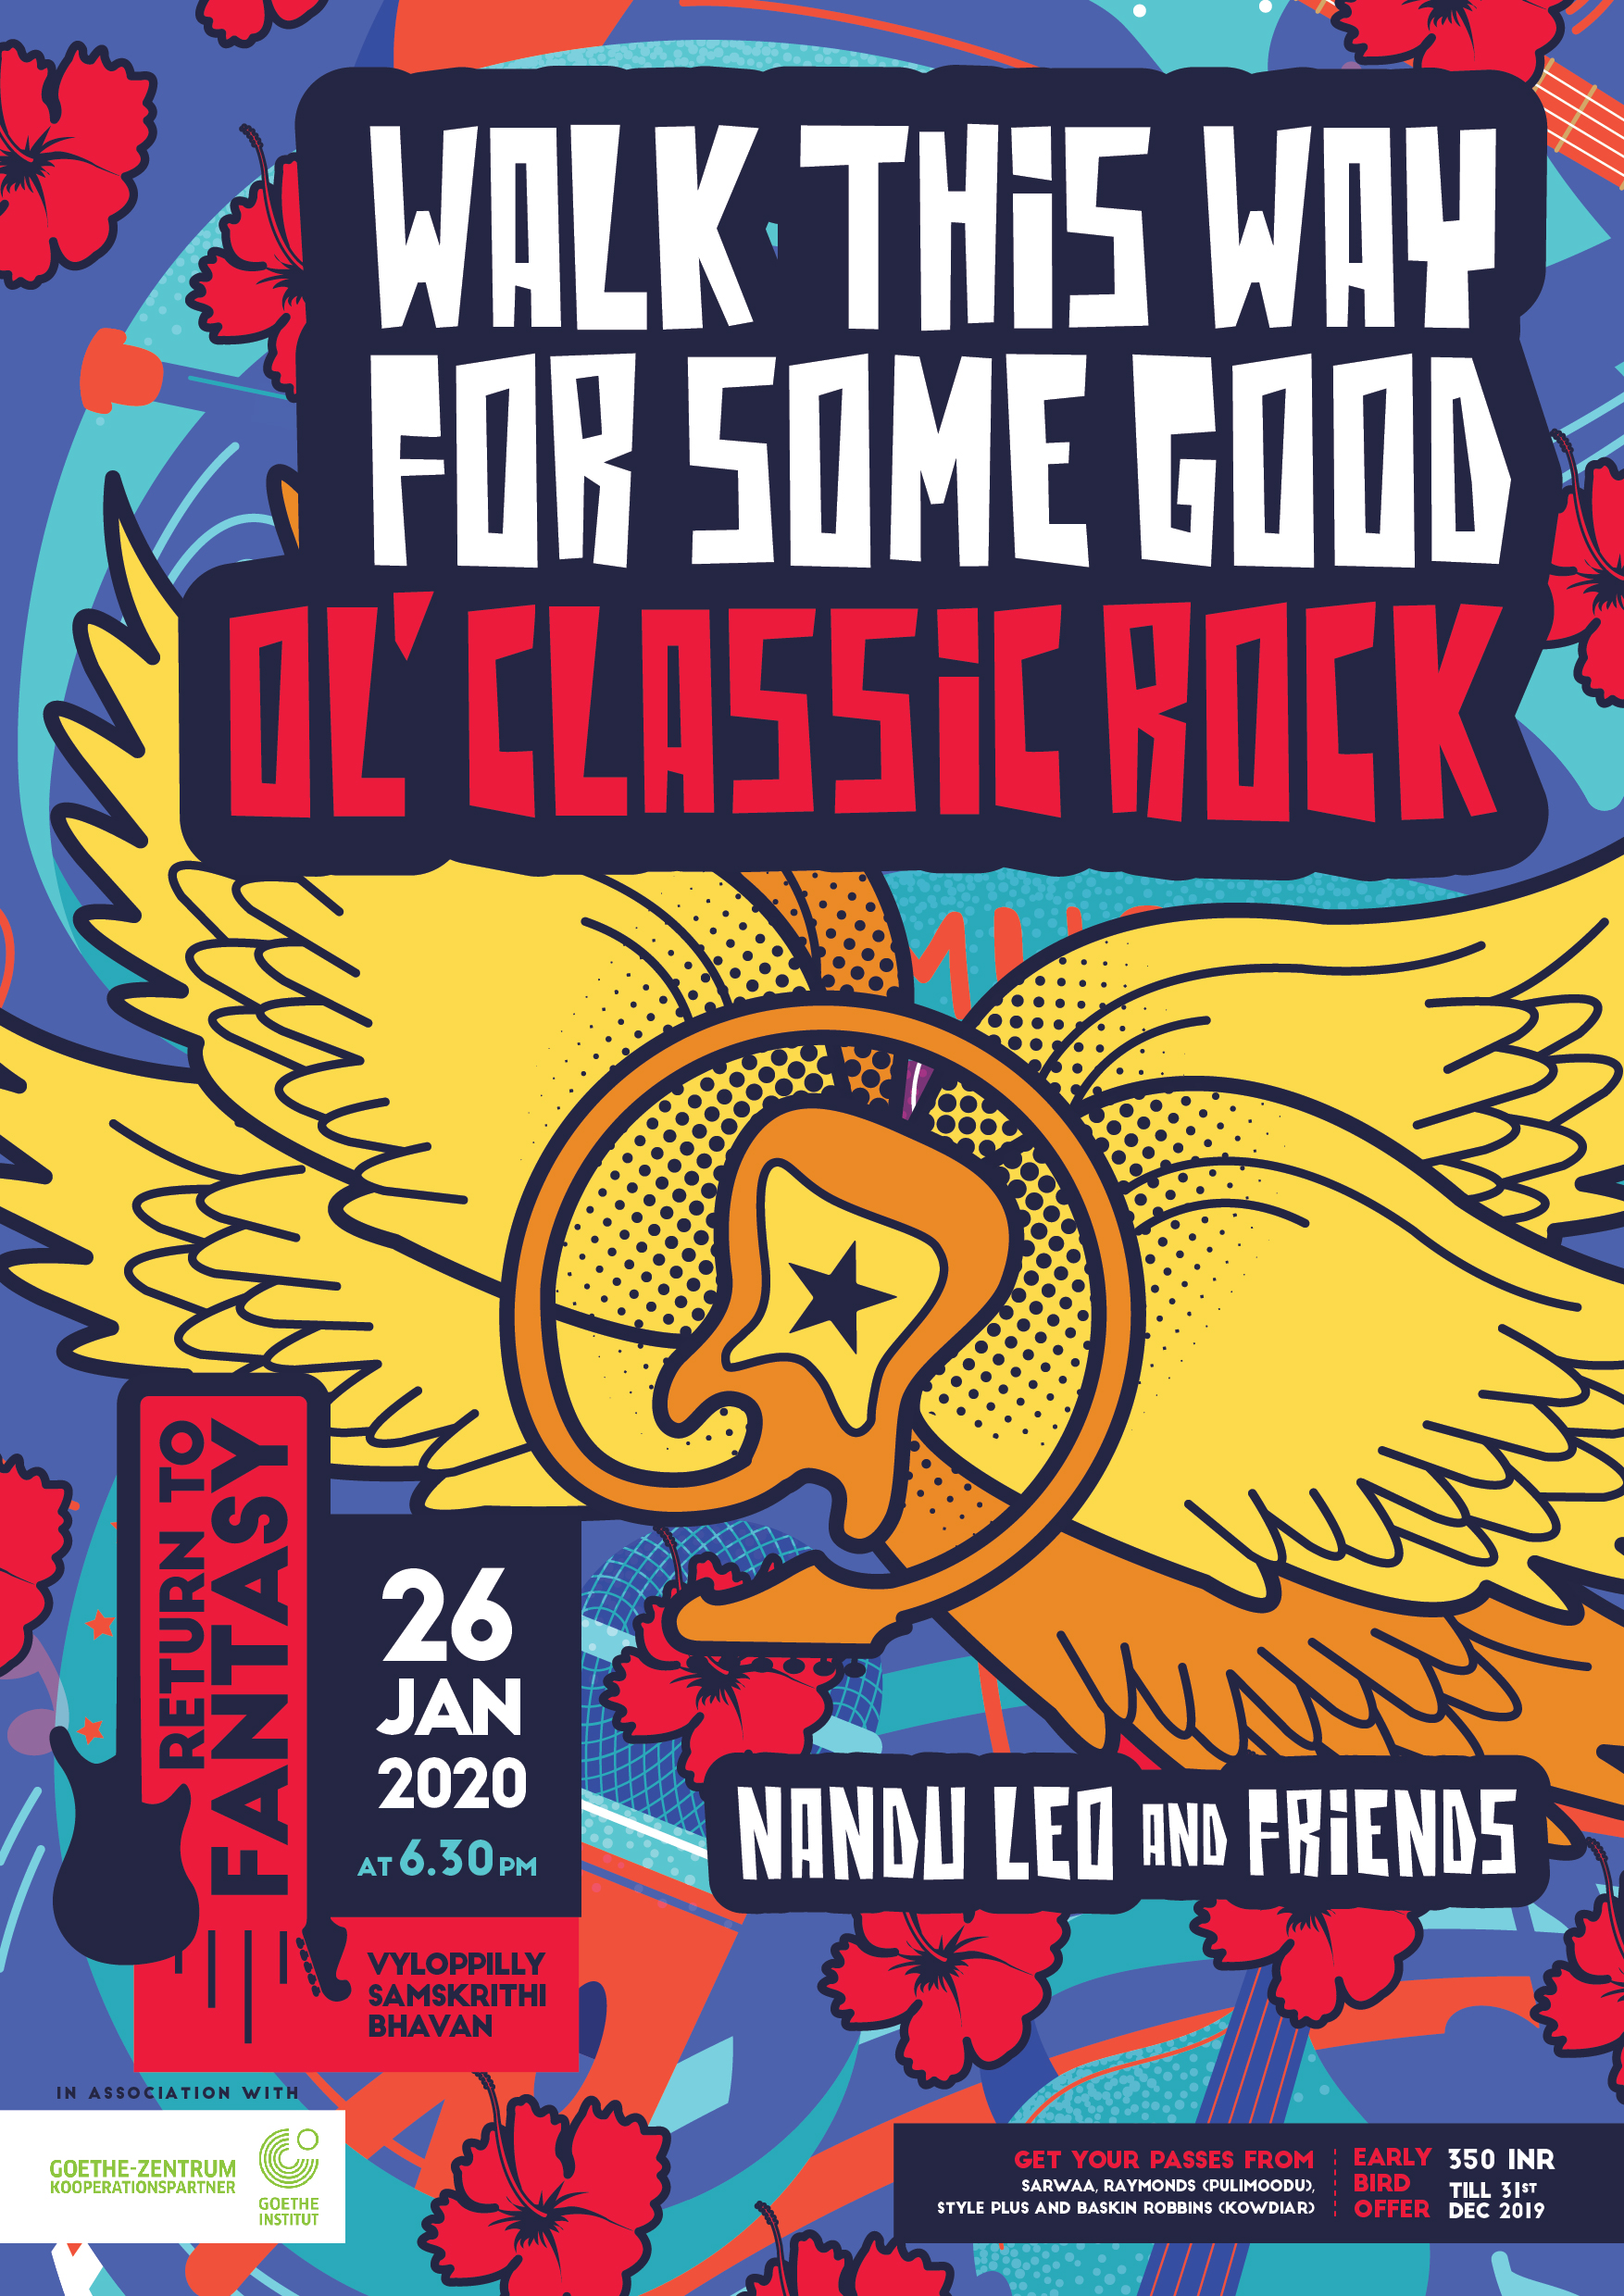 WALK THiS WAY
FOR SOME GOOD
OL' CLASSiC ROCK
RETURN TO
FANTASY
26
JAN
2020
AT 6.30 PM
VYLOPPILLY
SAMSKRITHI
BHAVAN
NANDU LEO AND FRiENDS
IN ASSOCIATION WITH
GOETHE-ZENTRUM
KOOPERATIONSPARTNER
GOETHE
INSTITUT
GET YOUR PASSES FROM
SARWAA, RAYMONDS (PULIMOODU),
STYLE PLUS AND BASKIN ROBBINS (KOWDIAR)
EARLY
BIRD
OFFER
350 INR
TILL 31ST
DEC 2019